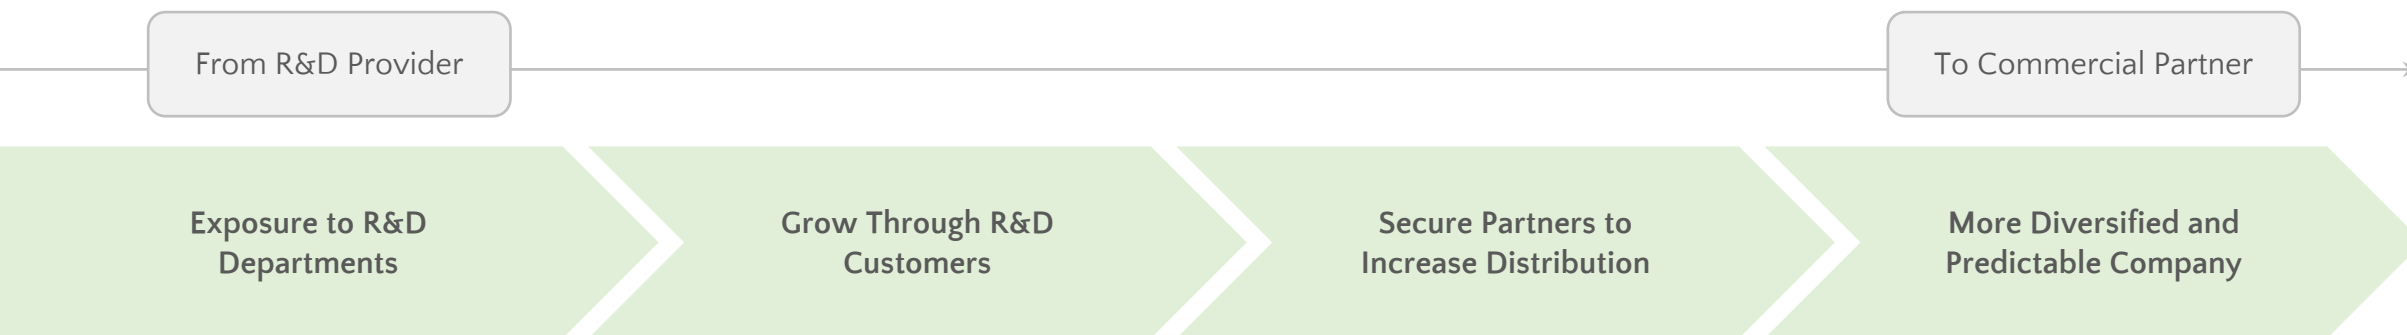 From R&D Provider
To Commercial Partner
Exposure to R&D
Departments
Grow Through R&D
Customers
Secure Partners to
Increase Distribution
More Diversified and
Predictable Company